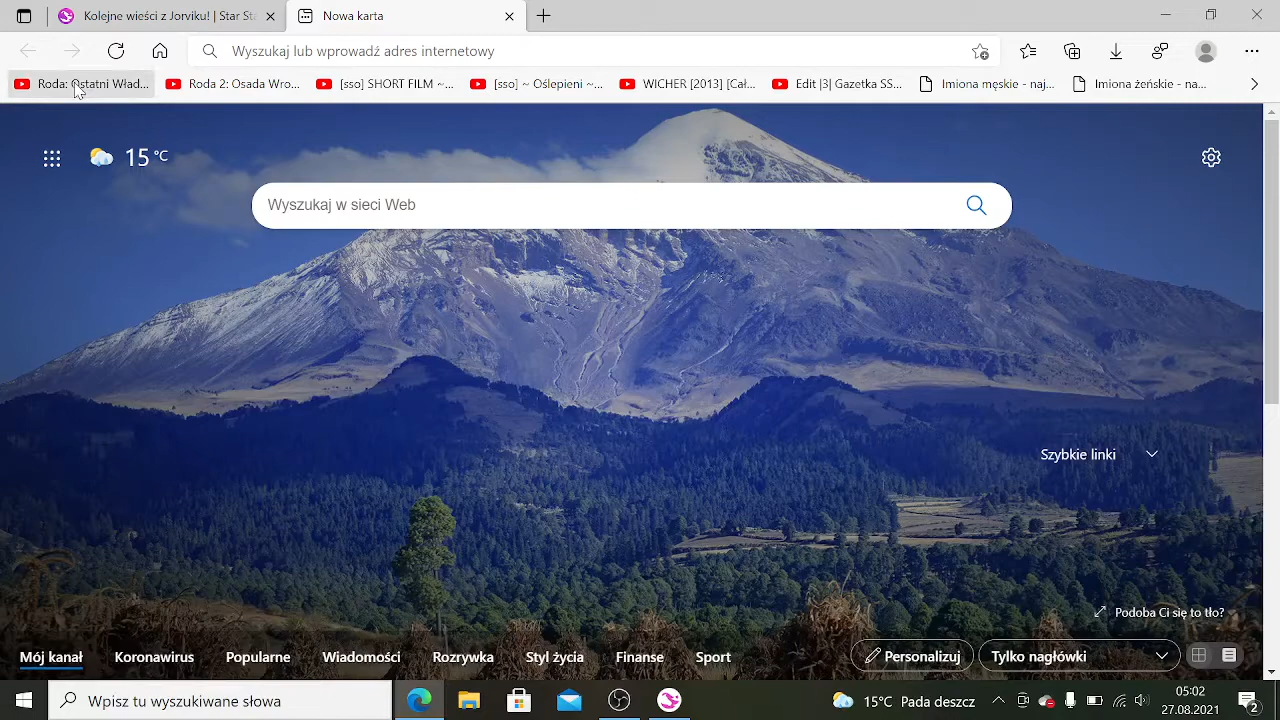 Kolejne wieści z Jorviku! | Star St
Nowa karta
Wyszukaj lub wprowadź adres internetowy
Roda: Ostatni Wład...
Roda 2: Osada Wro...
[sso] SHORT FILM ~...
[sso] ~ Oślepieni ~...
WICHER [2013] [Cał...
Edit |3| Gazetka SS...
Imiona męskie - naj...
Imiona żeńskie - na...
15 °C
Wyszukaj w sieci Web
Szybkie linki
Podoba Ci się to tło?
Mój kanał
Koronawirus
Popularne
Wiadomości
Rozrywka
Styl życia
Finanse
Sport
Personalizuj
Tylko nagłówki
Wpisz tu wyszukiwane słowa
15°C Pada deszcz
05:02
27.08.2021
2